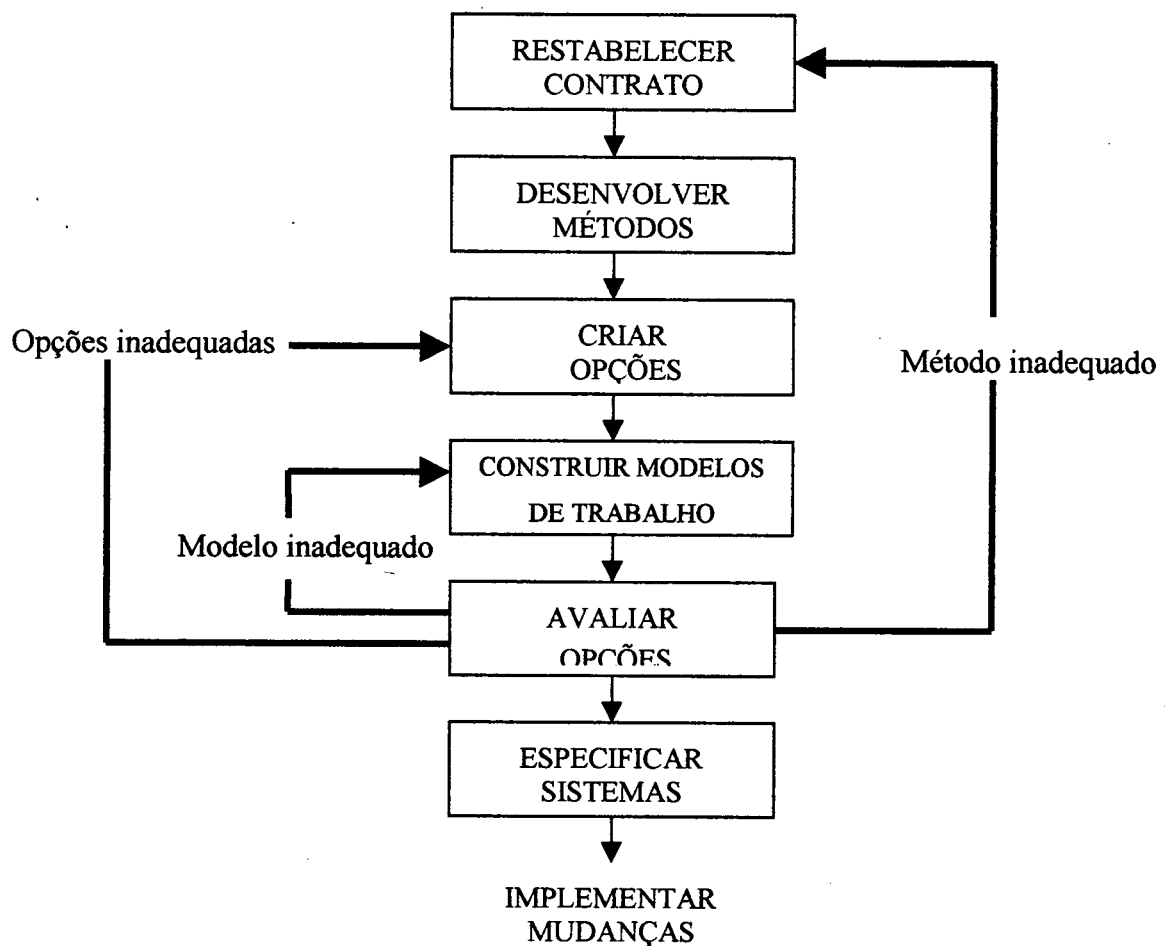 RESTABELECER
CONTRATO
DESENVOLVER
MÉTODOS
Opções inadequadas
CRIAR
OPÇÕES
Método inadequado
CONSTRUIR MODELOS
DE TRABALHO
Modelo inadequado
AVALIAR
OPÇÕES
ESPECIFICAR
SISTEMAS
IMPLEMENTAR
MUDANÇAS